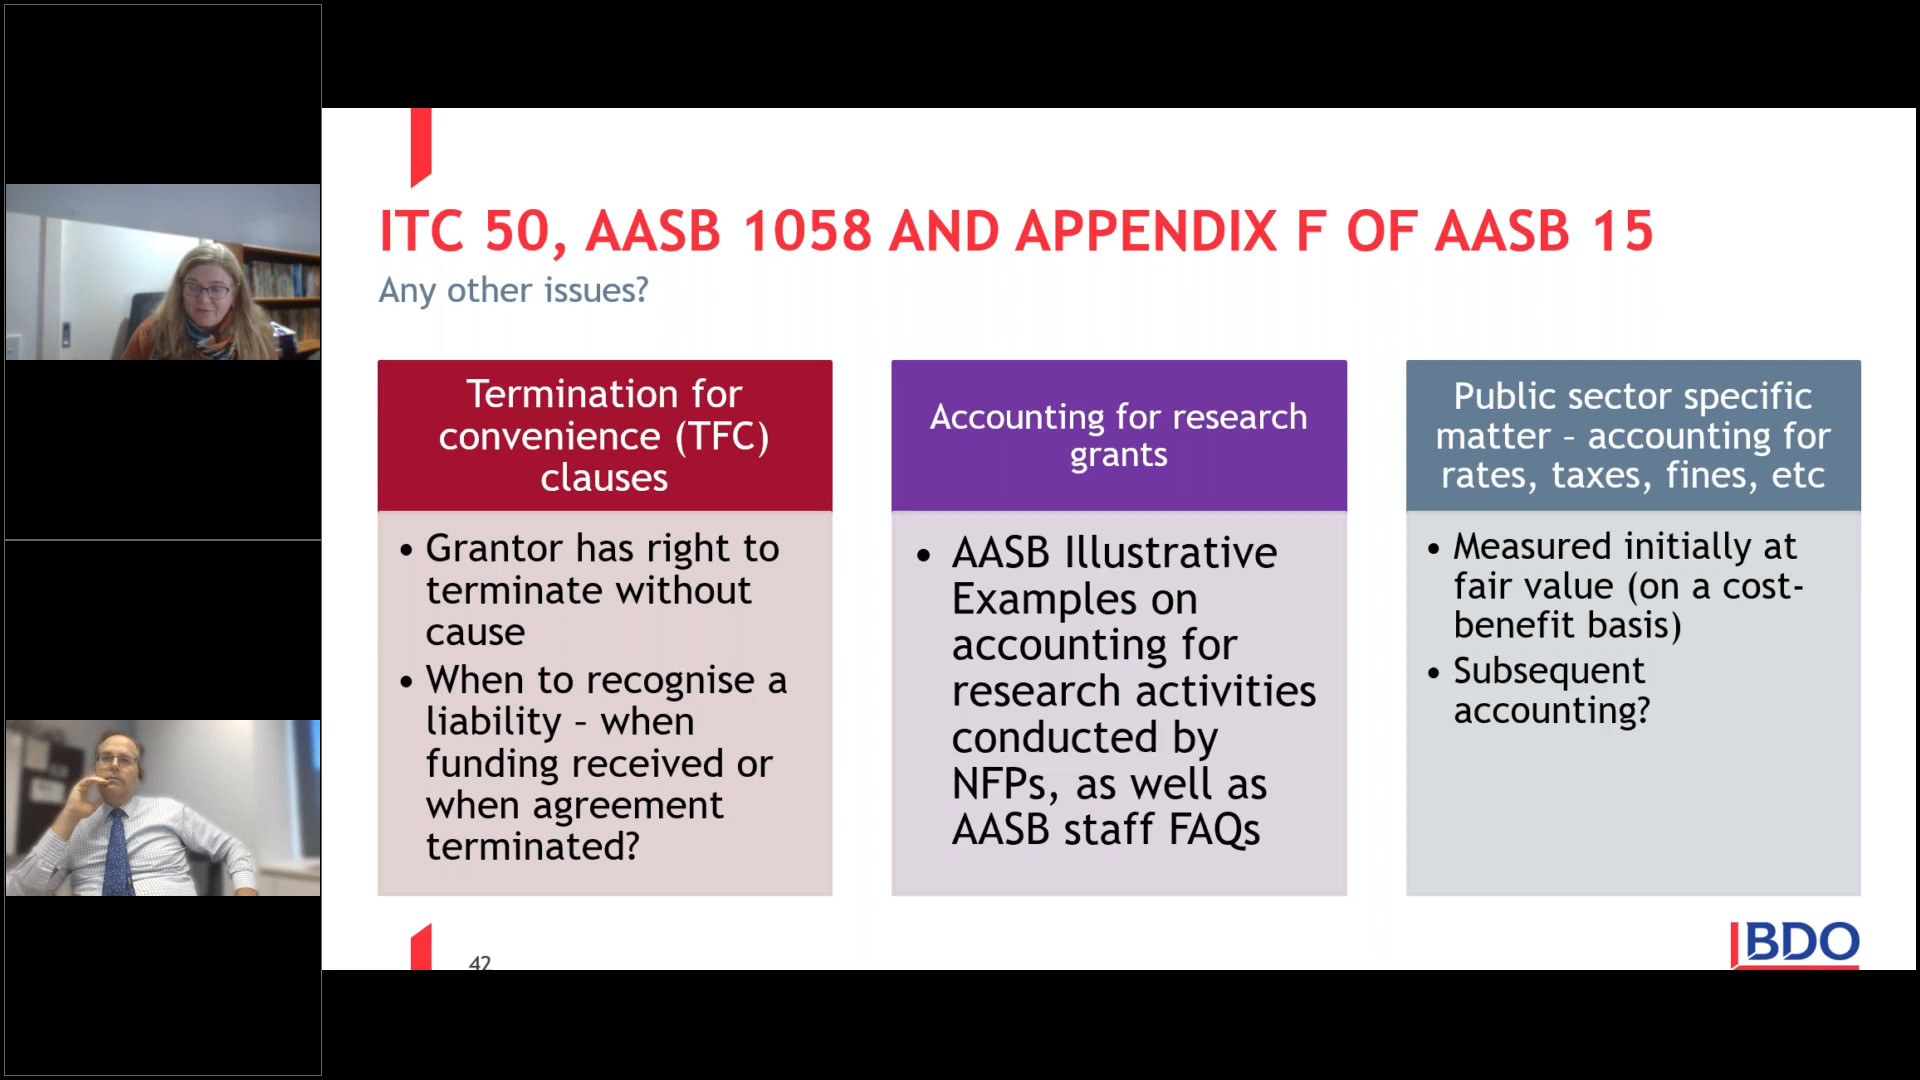 ITC 50, AASB 1058 AND APPENDIX F OF AASB 15
Any other issues?
Termination for
convenience (TFC)
clauses
• Grantor has right to
terminate without
cause
• When to recognise a
liability – when
funding received or
when agreement
terminated?
Accounting for research
grants
• AASB Illustrative
Examples on
accounting for
research activities
conducted by
NFPs, as well as
AASB staff FAQs
Public sector specific
matter – accounting for
rates, taxes, fines, etc
• Measured initially at
fair value (on a cost-
benefit basis)
• Subsequent
accounting?
42
BDO